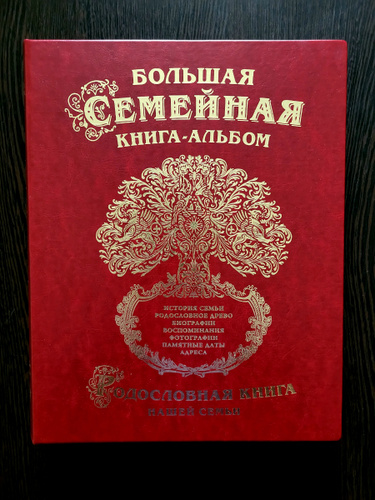 БОЛЬШАЯ
СЕМЕЙНАЯ
КНИГА-АЛЬБОМ
ИСТОРИЯ СЕМЬИ
РОДОСЛОВНОЕ ДРЕВО
БИОГРАФИИ
ВОСПОМИНАНИЯ
ФОТОГРАФИИ
ПАМЯТНЫЕ ДАТЫ
АДРЕСА
РОДОСЛОВНАЯ КНИГА
НАШЕЙ СЕМЬИ